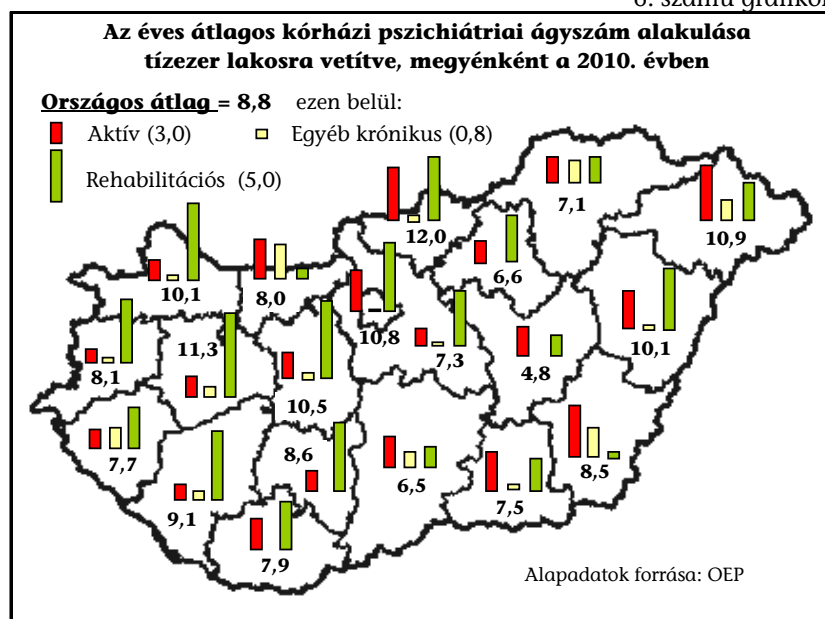 6. számú grafikon
Az éves átlagos kórházi pszichiátriai ágyszám alakulása
tízezer lakosra vetítve, megyénként a 2010. évben
Országos átlag = 8,8 ezen belül:
Aktív (3,0) Egyéb krónikus (0,8)
Rehabilitációs (5,0)
7,1
12,0
10,9
6,6
10,1
8,0
10,8
10,1
11,3
7,3
8,1
4,8
10,5
7,7
8,6
6,5
8,5
9,1
7,5
7,9
Alapadatok forrása: OEP